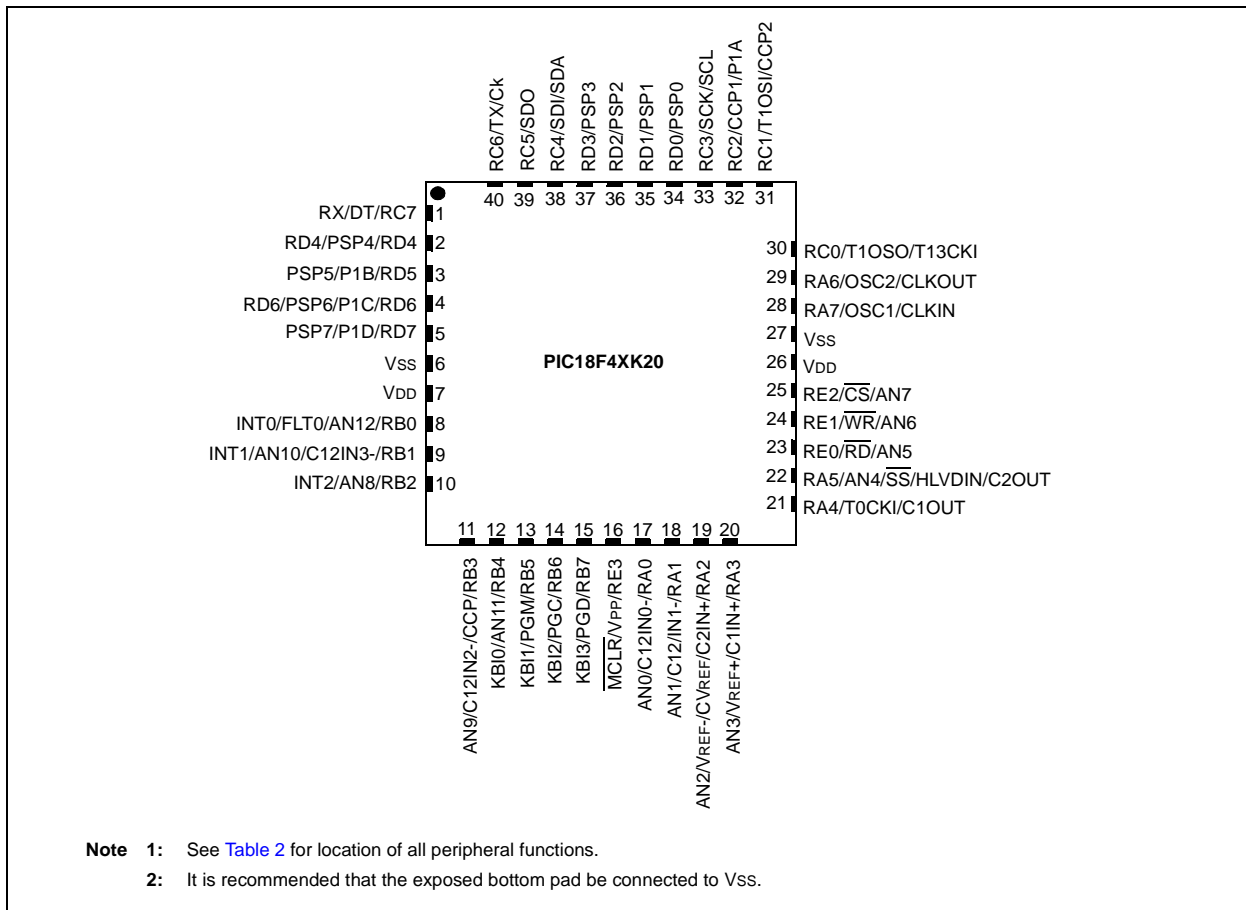 RC6/TX/Ck
RC5/SDO
RC4/SDI/SDA
RD3/PSP3
RD2/PSP2
RD1/PSP1
RD0/PSP0
RC3/SCK/SCL
RC2/CCP1/P1A
RC1/T1OSI/CCP2
40 39 38 37 36 35 34 33 32 31
RX/DT/RC7 1
RD4/PSP4/RD4 2
PSP5/P1B/RD5 3
RD6/PSP6/P1C/RD6 4
PSP7/P1D/RD7 5
VSS 6
VDD 7
INT0/FLT0/AN12/RB0 8
INT1/AN10/C12IN3-/RB1 9
INT2/AN8/RB2 10
PIC18F4XK20
30 RC0/T1OSO/T13CKI
29 RA6/OSC2/CLKOUT
28 RA7/OSC1/CLKIN
27 VSS
26 VDD
25 RE2/CS/AN7
24 RE1/WR/AN6
23 RE0/RD/AN5
22 RA5/AN4/SS/HLVDIN/C2OUT
21 RA4/T0CKI/C1OUT
11 12 13 14 15 16 17 18 19 20
AN9/C12IN2-/CCP/RB3
KBI0/AN11/RB4
KBI1/PGM/RB5
KBI2/PGC/RB6
KBI3/PGD/RB7
MCLR/VPP/RE3
AN0/C12IN0-/RA0
AN1/C12/IN1-/RA1
AN2/VREF-/CVREF/C2IN+/RA2
AN3/VREF+/C1IN+/RA3
Note 1: See Table 2 for location of all peripheral functions.
2: It is recommended that the exposed bottom pad be connected to VSS.